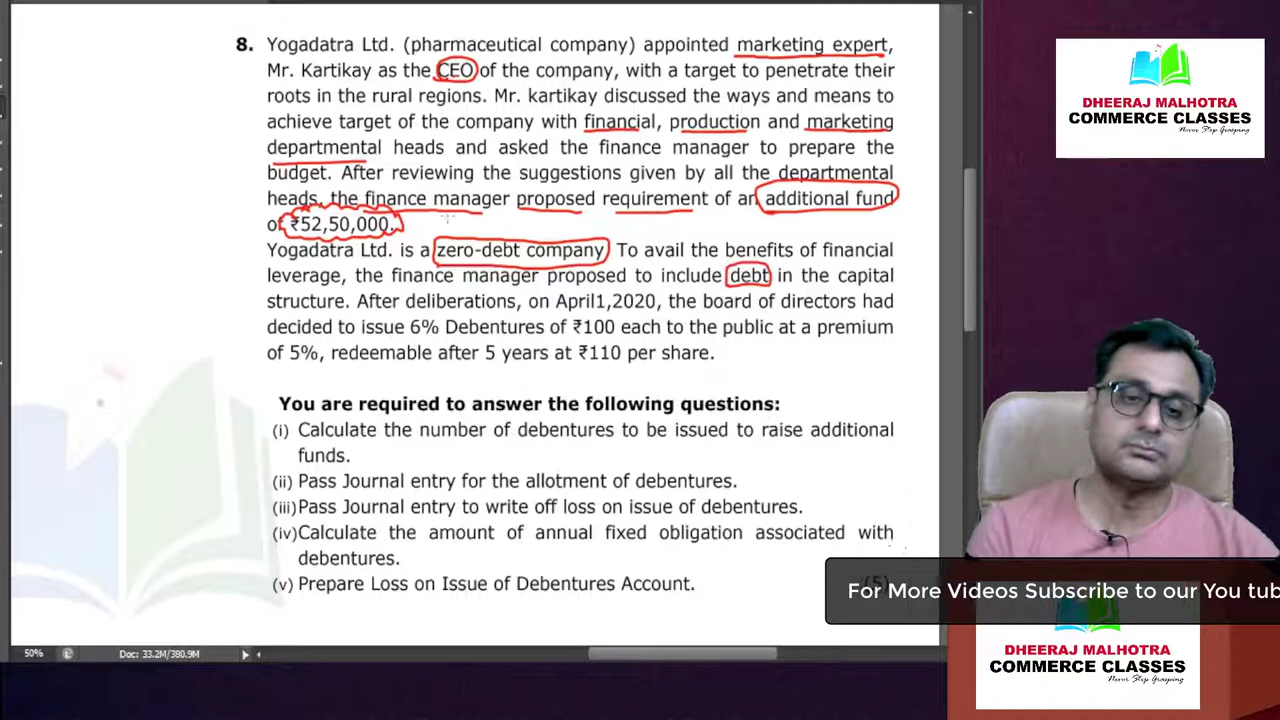 8. Yogadatra Ltd. (pharmaceutical company) appointed marketing expert,
Mr. Kartikay as the CEO of the company, with a target to penetrate their
roots in the rural regions. Mr. kartikay discussed the ways and means to
achieve target of the company with financial, production and marketing
departmental heads and asked the finance manager to prepare the
budget. After reviewing the suggestions given by all the departmental
heads, the finance manager proposed requirement of an additional fund
of ₹52,50,000.
Yogadatra Ltd. is a zero-debt company To avail the benefits of financial
leverage, the finance manager proposed to include debt in the capital
structure. After deliberations, on April1,2020, the board of directors had
decided to issue 6% Debentures of ₹100 each to the public at a premium
of 5%, redeemable after 5 years at ₹110 per share.
You are required to answer the following questions:
(i) Calculate the number of debentures to be issued to raise additional
funds.
(ii) Pass Journal entry for the allotment of debentures.
(iii)Pass Journal entry to write off loss on issue of debentures.
(iv)Calculate the amount of annual fixed obligation associated with
debentures.
(v) Prepare Loss on Issue of Debentures Account.
(5)
DHEERAJ MALHOTRA
COMMERCE CLASSES
Never Stop Grooping
For More Videos Subscribe to our You tub
DHEERAJ MALHOTRA
COMMERCE CLASSES
Never Stop Grooping
50%
Doc: 33.2M/380.9M